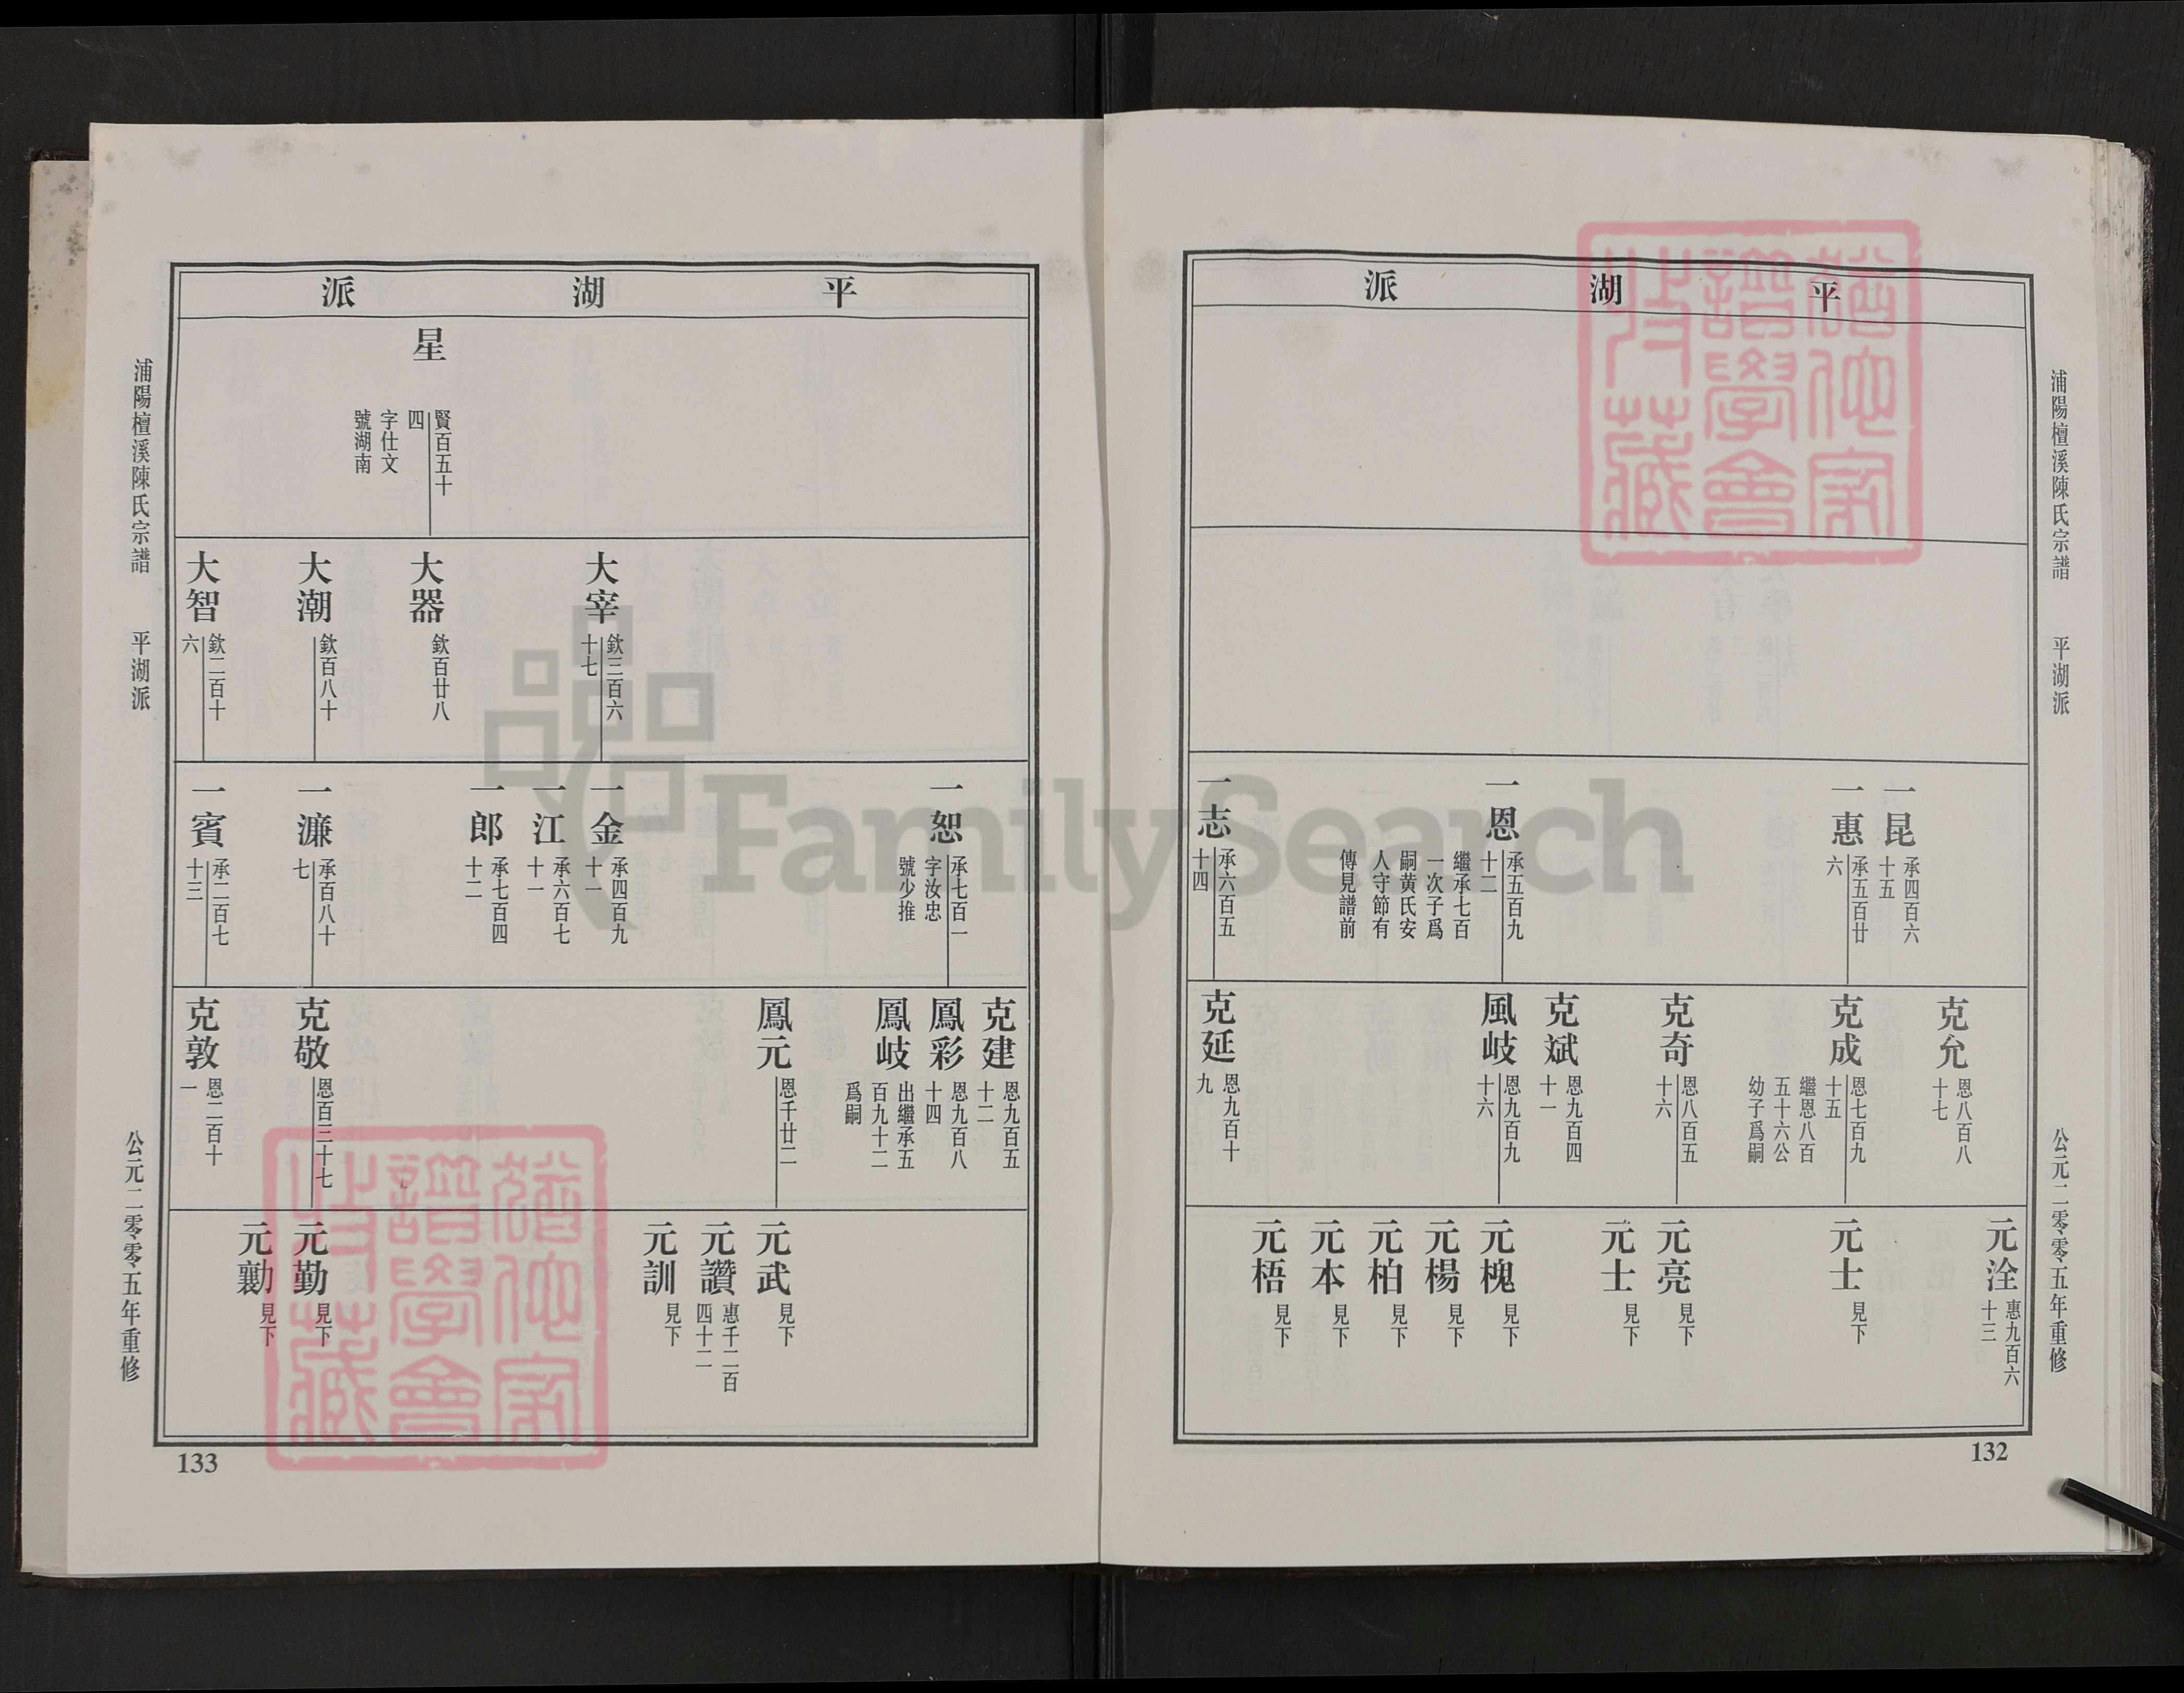 浦陽檀溪陳氏宗譜 平湖派 公元二零零五年重修
132
平湖派
一昆 承四百六
十五
一惠 承五百廿
六
一恩 承五百九
十二
繼承七百
一次子爲
嗣黄氏安
人守節有
傳見譜前
一志 承六百五
十四
克允 恩八百八
十七
克成 恩七百九
十五
繼恩八百
五十六公
幼子爲嗣
克奇 恩八百五
十六
克斌 恩九百四
十一
風岐 恩九百九
十六
克延 恩九百十
九
元洤 惠九百六
十三
元士 見下
元亮 見下
元士 見下
元槐 見下
元楊 見下
元柏 見下
元本 見下
元梧 見下
平湖派
星 賢百五十
四
字仕文
號湖南
大宰 欽三百六
十七
大器 欽百廿八
大潮 欽百八十
大智 欽二百十
六
一恕 承七百一
字汝忠
號少推
一金 承四百九
十一
一江 承六百七
十一
一郎 承七百四
十二
一濂 承百八十
七
一賓 承二百七
十三
克建 恩九百五
十二
鳳彩 恩九百八
十四
鳳岐 出繼承五
百九十二
爲嗣
鳳元 恩千廿二
克敬 恩百三十七
克敦 恩二百十
一
元武 見下
元讚 惠千二百
四十二
元訓 見下
元勤 見下
元勷 見下
浦陽檀溪陳氏宗譜 平湖派 公元二零零五年重修
133
FamilySearch
譜學會
收藏